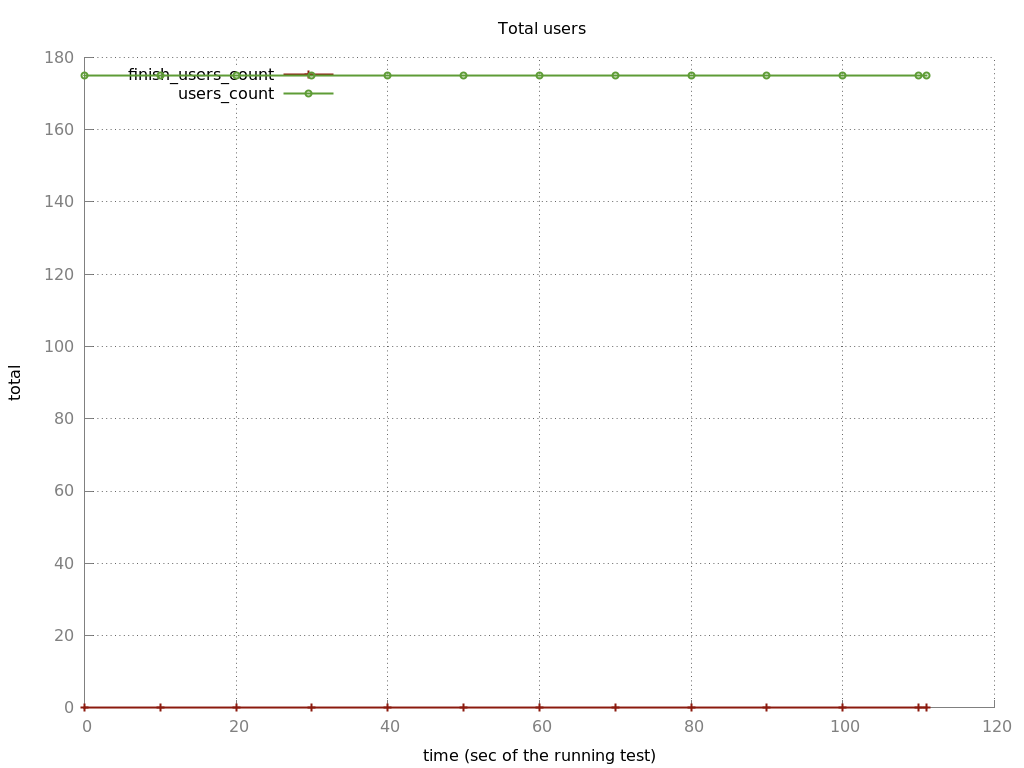 Total users
180
finish_users_count
users_count
160
140
120
100
80
60
40
20
0
total
0 20 40 60 80 100 120
time (sec of the running test)